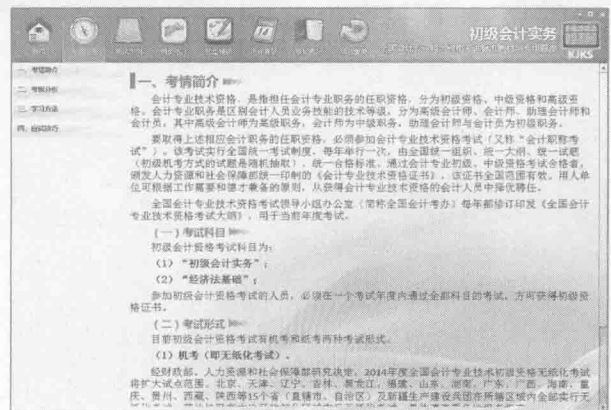 初级会计实务
KJKS
一、考情简介
二、考频分析
三、学习方法
四、应试技巧
一、考情简介
会计专业技术资格，是指担任会计专业职务的任职资格，分为初级资格、中级资格和高级资
格。会计专业职务是区别会计人员业务技能的技术等级，分为高级会计师、会计师、助理会计师和
会计员。其中高级会计师为高级职务，会计师为中级职务，助理会计师与会计员为初级职务。
要取得上述相应会计职务的任职资格，必须参加会计专业技术资格考试（又称“会计职称考
试”）。该考试实行全国统一考试制度，每年举行一次，由全国统一组织、统一大纲、统一试题
（初级机考方式的试题是随机抽取）、统一合格标准。通过会计专业初级、中级资格考试合格者，
颁发人力资源和社会保障部统一印制的《会计专业技术资格证书》，该证书全国范围有效。用人单
位可根据工作需要和德才兼备的原则，从获得会计专业技术资格的会计人员中择优聘任。
全国会计专业技术资格考试领导小组办公室（简称全国会计考办）每年都修订印发《全国会计
专业技术资格考试大纲》，用于当前年度考试。
(一) 考试科目
初级会计资格考试科目为：
（1）“初级会计实务”；
（2）“经济法基础”；
参加初级会计资格考试的人员，必须在一个考试年度内通过全部科目的考试，方可获得初级资
格证书。
(二) 考试形式
目前初级会计资格考试有机考和纸考两种考试形式。
（1）机考（即无纸化考试）。
经财政部、人力资源和社会保障部研究决定，2014年度全国会计专业技术初级资格无纸化考试
将扩大试点范围，北京、天津、辽宁、吉林、黑龙江、福建、山东、湖南、广东、广西、海南、重
庆、贵州、西藏、陕西等15个省（直辖市、自治区）及新疆生产建设兵团在所辖区域内全部实行无